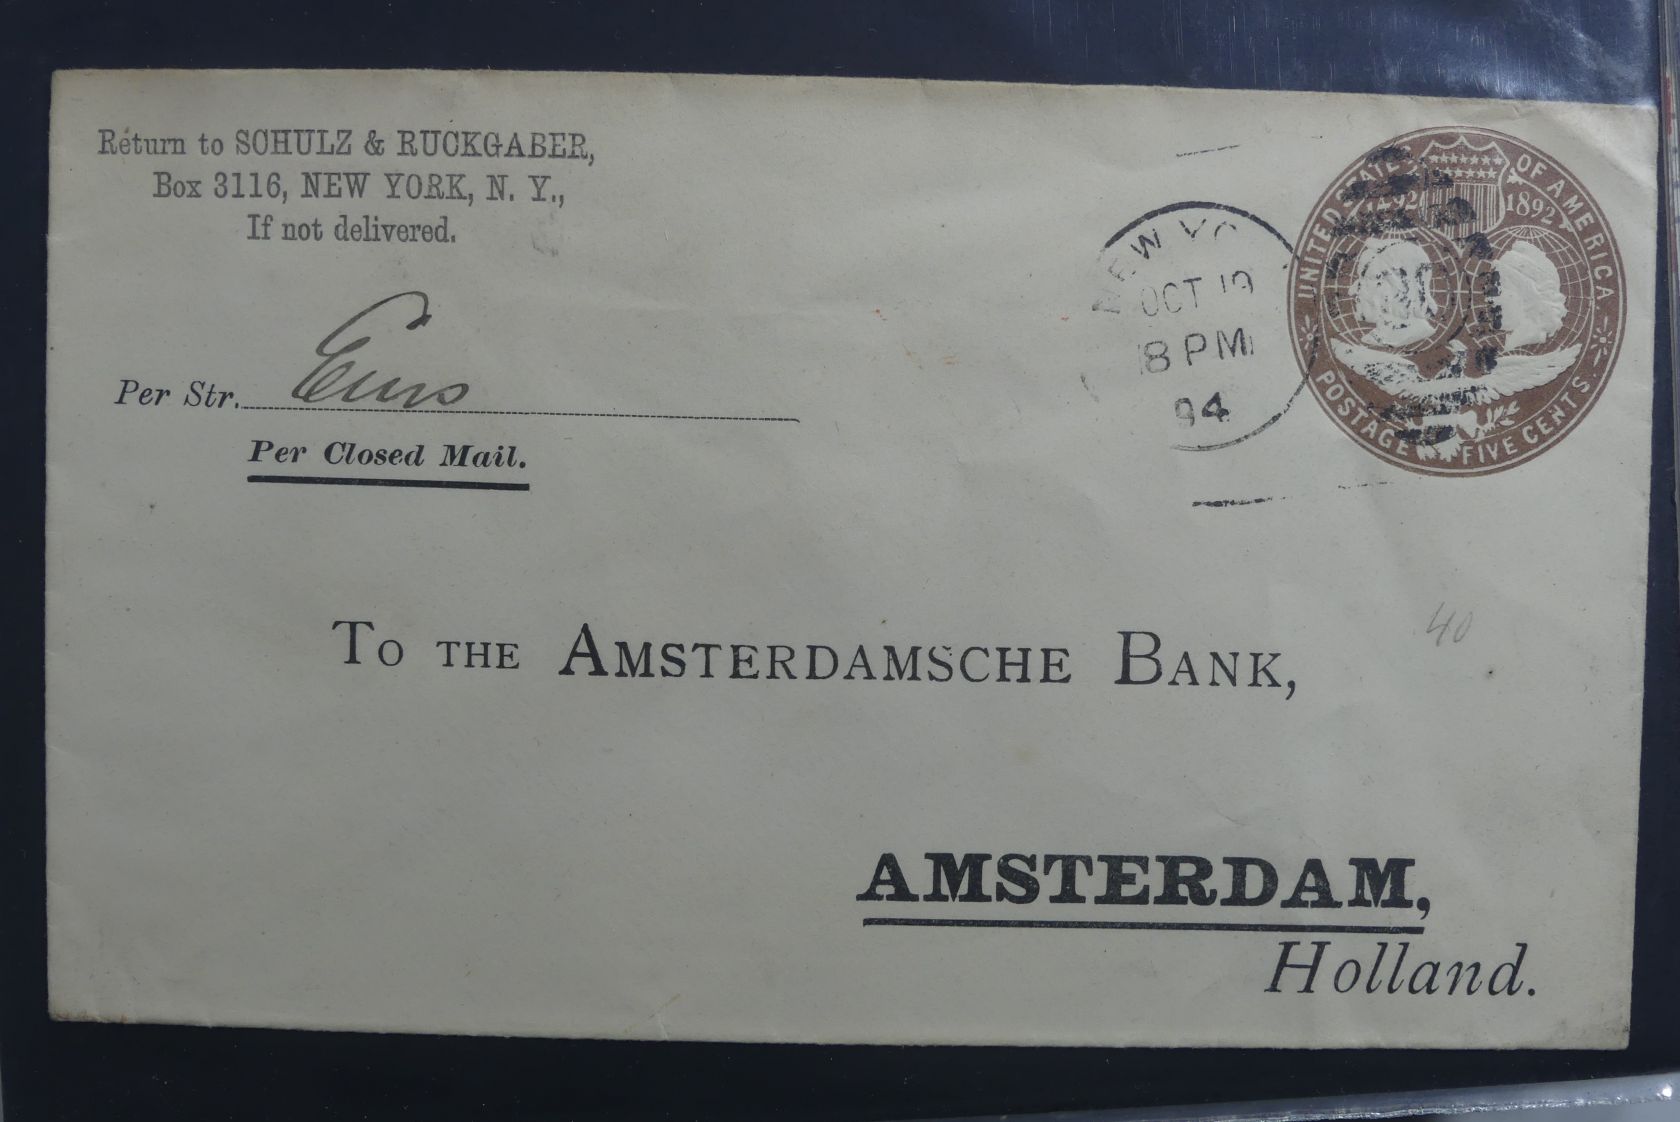 Return to SCHULZ & RUCKGABER,
Box 3116, NEW YORK, N. Y.,
If not delivered.
Per Str. Ems
Per Closed Mail.
NEW YO
OCT 19
8 PM
94
UNITED STATES OF AMERICA
1492 1892
POSTAGE FIVE CENTS.
40
TO THE AMSTERDAMSCHE BANK,
AMSTERDAM,
Holland.